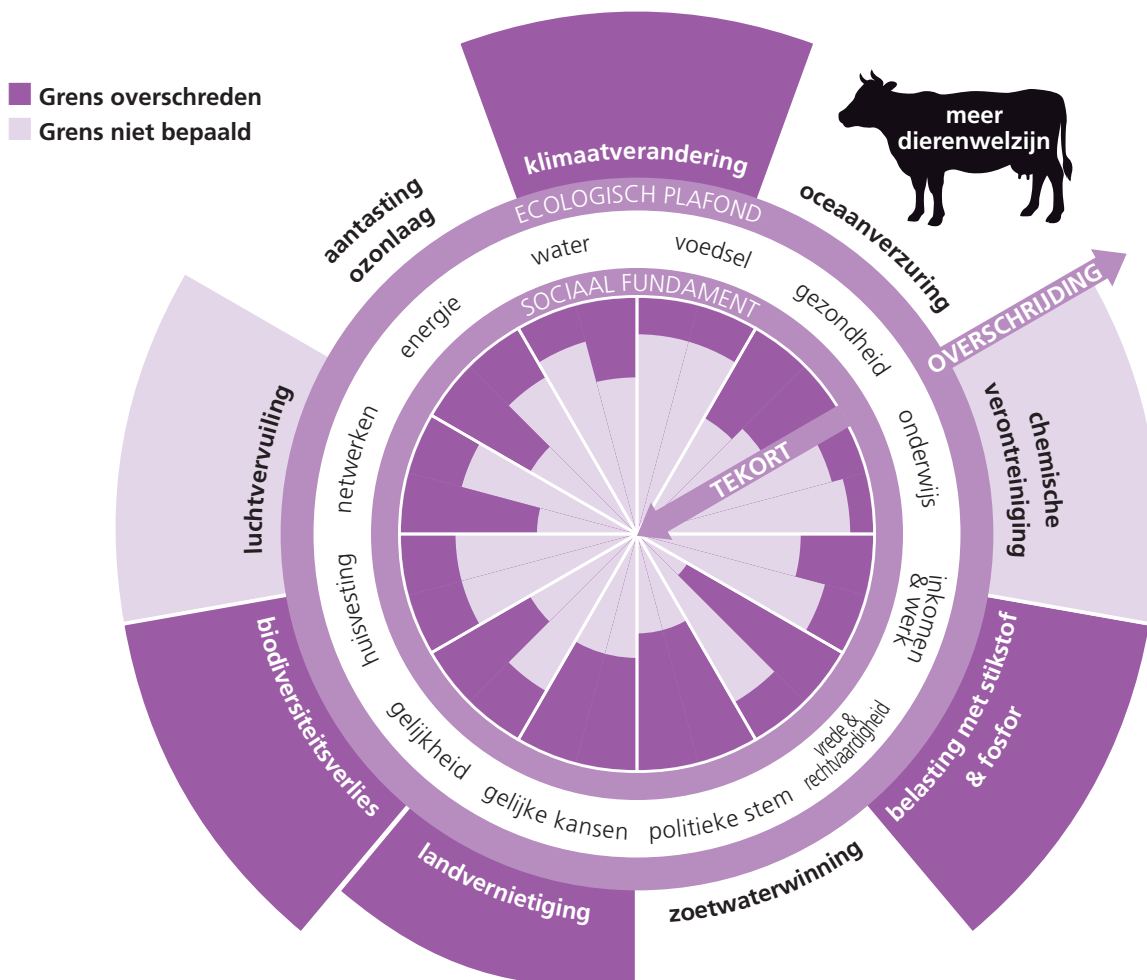 Grens overschreden
Grens niet bepaald
klimaatverandering
meer
dierenwelzijn
ECOLOGISCH PLAFOND
aantasting
ozonlaag
oceaanverzuring
water
voedsel
SOCIAAL FUNDAMENT
energie
gezondheid
OVERSCHRIJDING
luchtvervuiling
netwerken
TEKORT
onderwijs
chemische
verontreiniging
huisvesting
inkomen
& werk
biodiversiteitsverlies
gelijkheid
vrede &
rechtvaardigheid
belasting met stikstof
& fosfor
gelijke kansen
politieke stem
landvernietiging
zoetwaterwinning